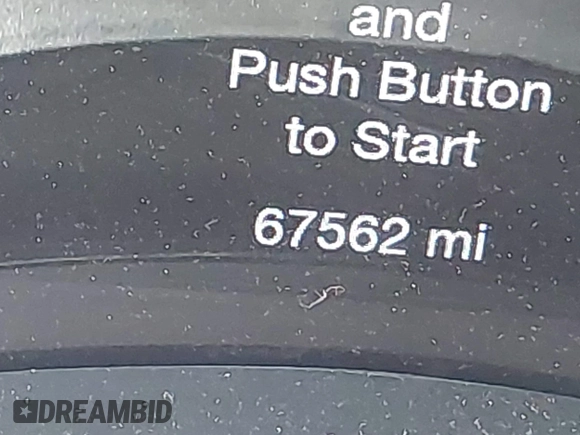 and
Push Button
to Start
67562 mi
DREAMBID